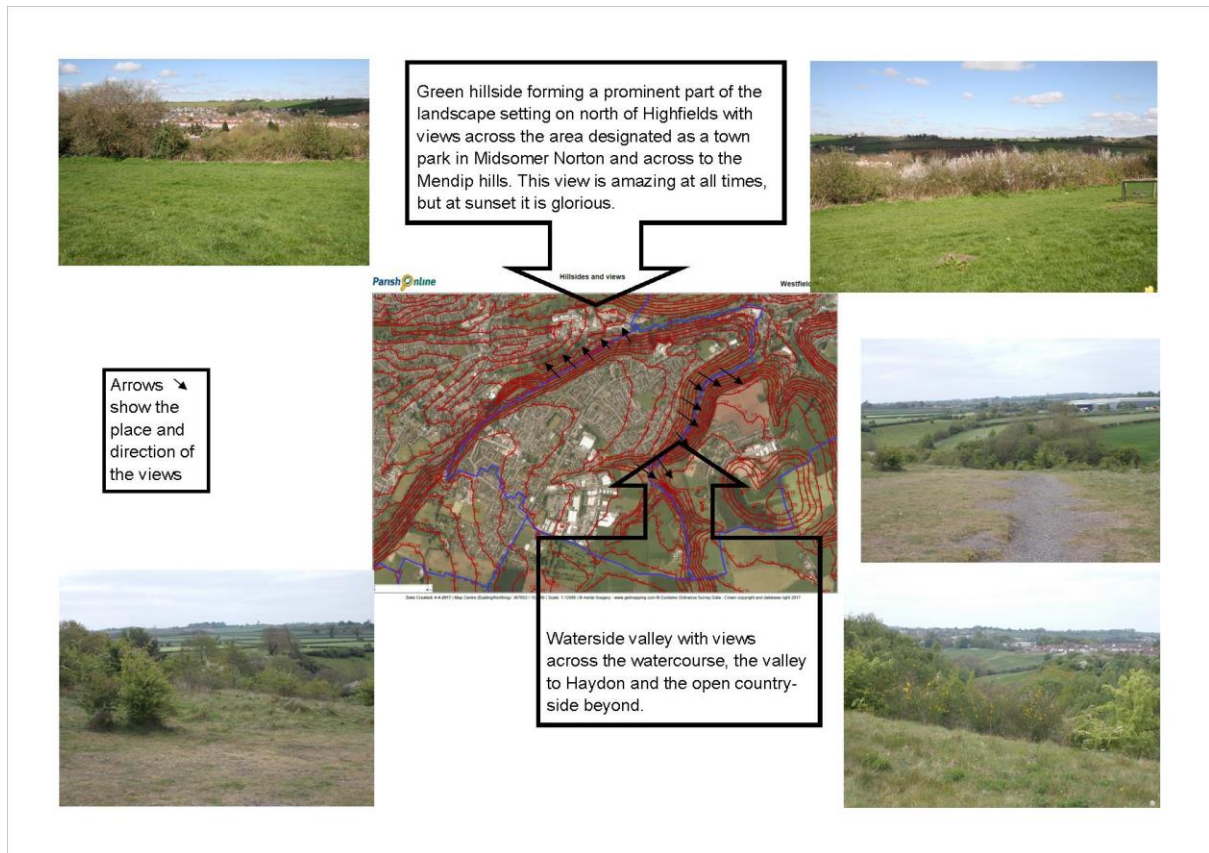 Green hillside forming a prominent part of the
landscape setting on north of Highfields with
views across the area designated as a town
park in Midsomer Norton and across to the
Mendip hills. This view is amazing at all times,
but at sunset it is glorious.
Parish Online
Hillsides and views
Westfield
Arrows
show the
place and
direction of
the views
Waterside valley with views
across the watercourse, the valley
to Haydon and the open country-
side beyond.